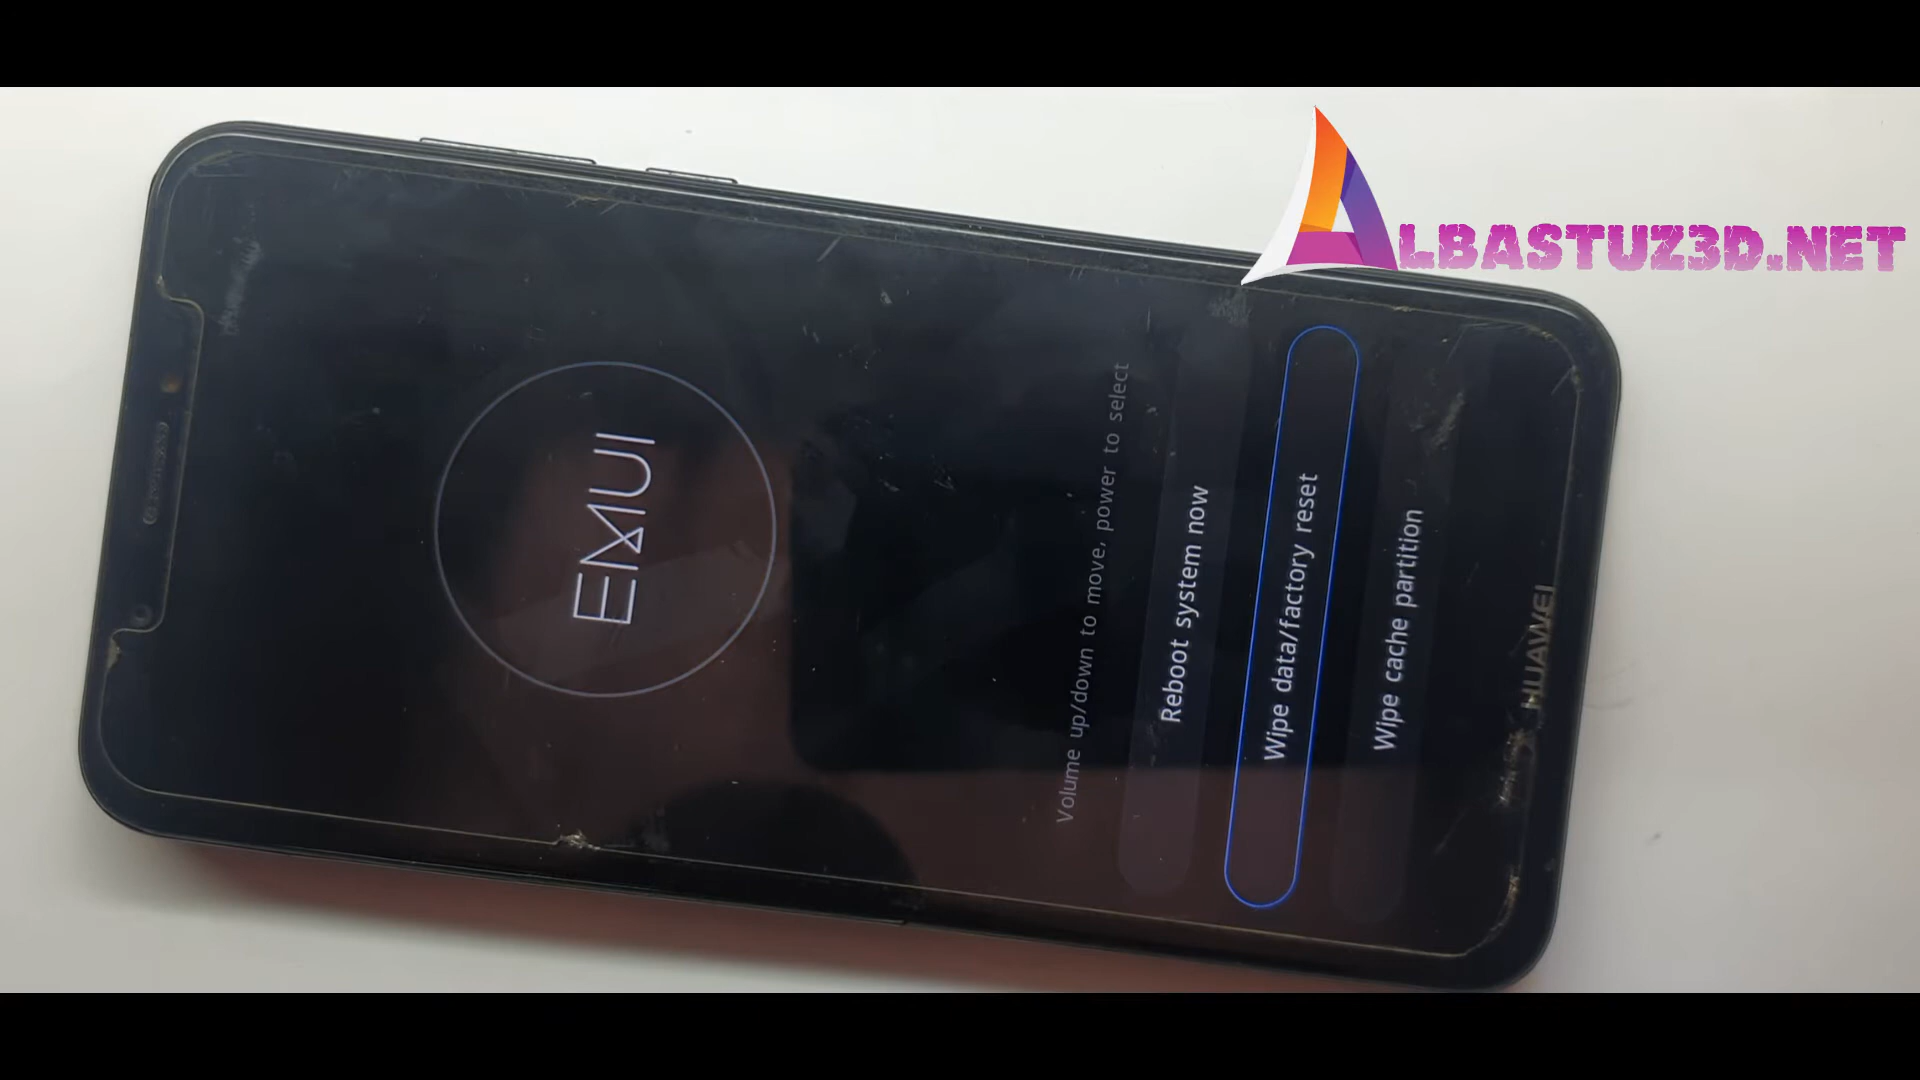 ALBASTUZ3D.NET
EMUI
Volume up/down to move, power to select
Reboot system now
Wipe data/factory reset
Wipe cache partition
HUAWEI